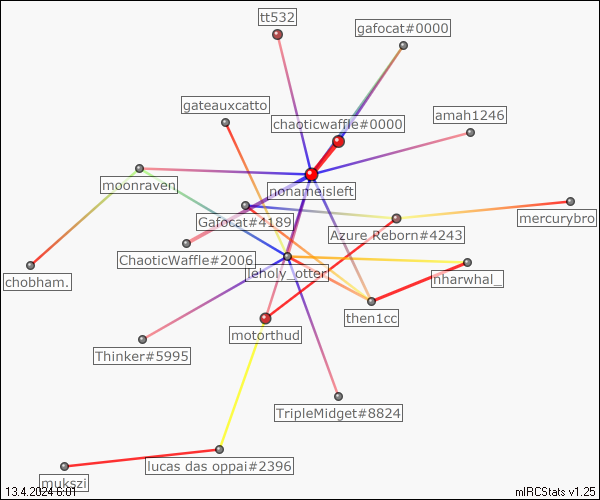 tt532
gafocat#0000
gateauxcatto
amah1246
chaoticwaffle#0000
moonraven
nonameisleft
Gafocat#4189
mercurybro
Azure Reborn#4243
ChaoticWaffle#2006
leholy_otter
nharwhal_
chobham.
then1cc
motorthud
Thinker#5995
TripleMidget#8824
lucas das oppai#2396
mukszi
13.4.2024 6:01
mIRCStats v1.25